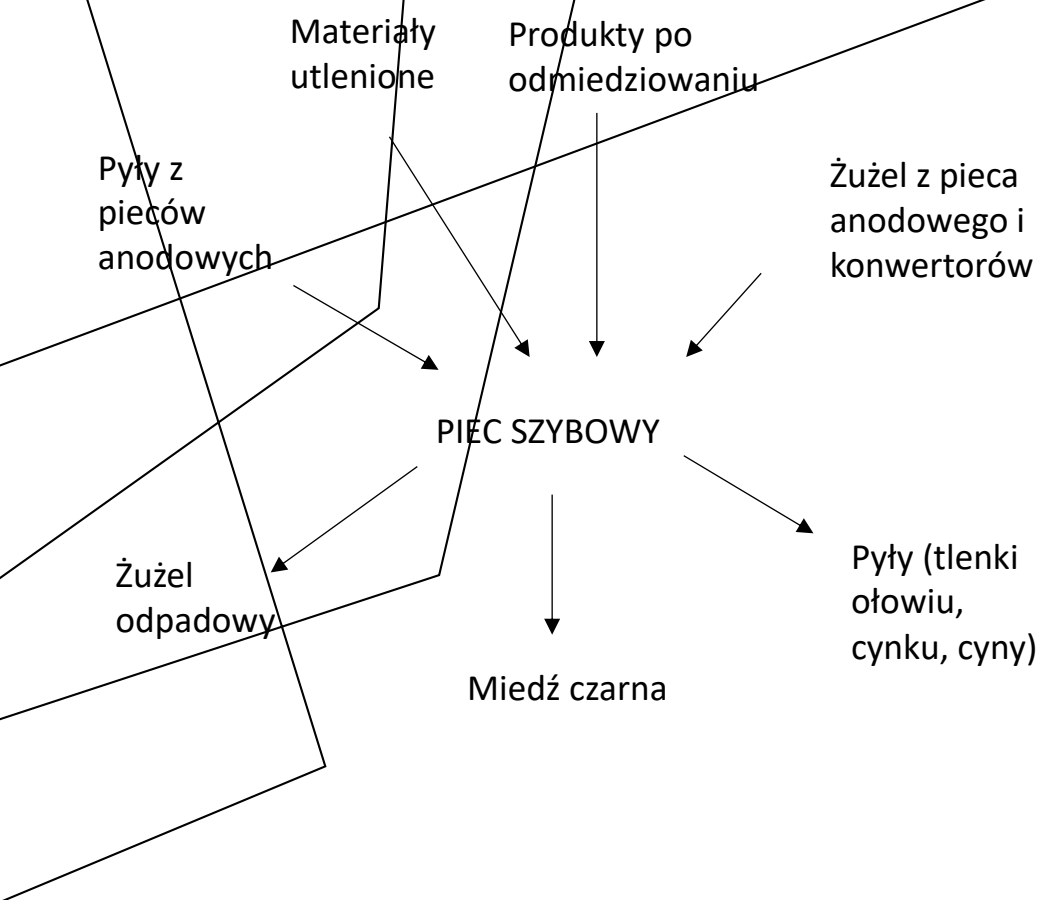 Materiały
utlenione
Produkty po
odmiedziowaniu
Pyły z
pieców
anodowych
Żużel z pieca
anodowego i
konwertorów
PIEC SZYBOWY
Żużel
odpadowy
Miedź czarna
Pyły (tlenki
ołowiu,
cynku, cyny)